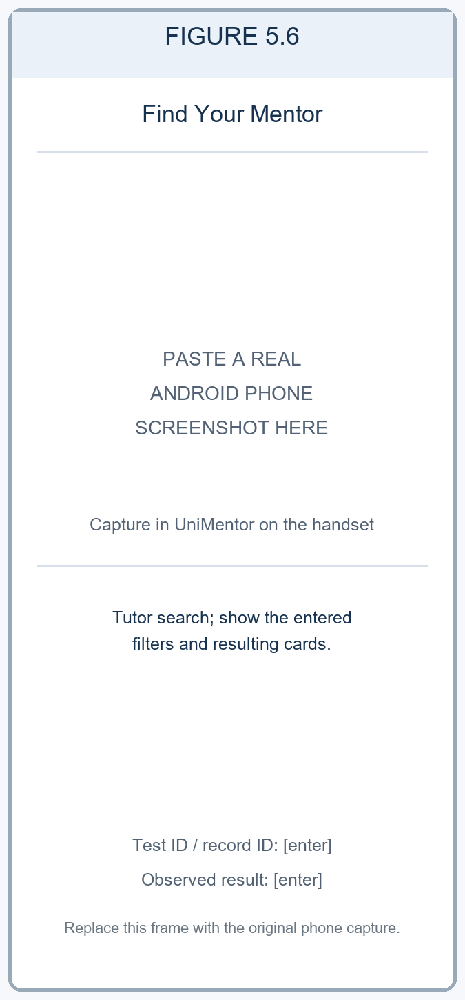 FIGURE 5.6
Find Your Mentor
PASTE A REAL
ANDROID PHONE
SCREENSHOT HERE
Capture in UniMentor on the handset
Tutor search; show the entered
filters and resulting cards.
Test ID / record ID: [enter]
Observed result: [enter]
Replace this frame with the original phone capture.